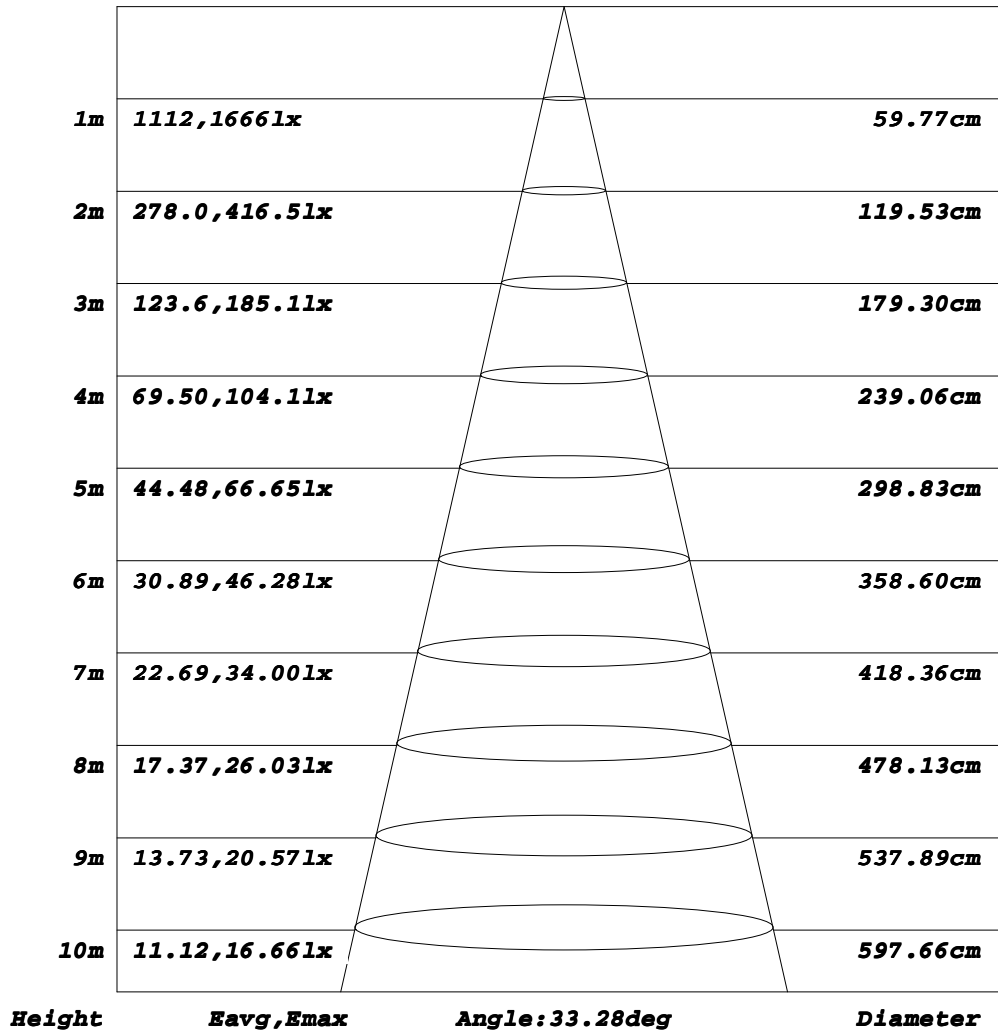 1m 1112,1666lx 59.77cm
2m 278.0,416.5lx 119.53cm
3m 123.6,185.1lx 179.30cm
4m 69.50,104.1lx 239.06cm
5m 44.48,66.65lx 298.83cm
6m 30.89,46.28lx 358.60cm
7m 22.69,34.00lx 418.36cm
8m 17.37,26.03lx 478.13cm
9m 13.73,20.57lx 537.89cm
10m 11.12,16.66lx 597.66cm
Height Eavg,Emax Angle:33.28deg Diameter